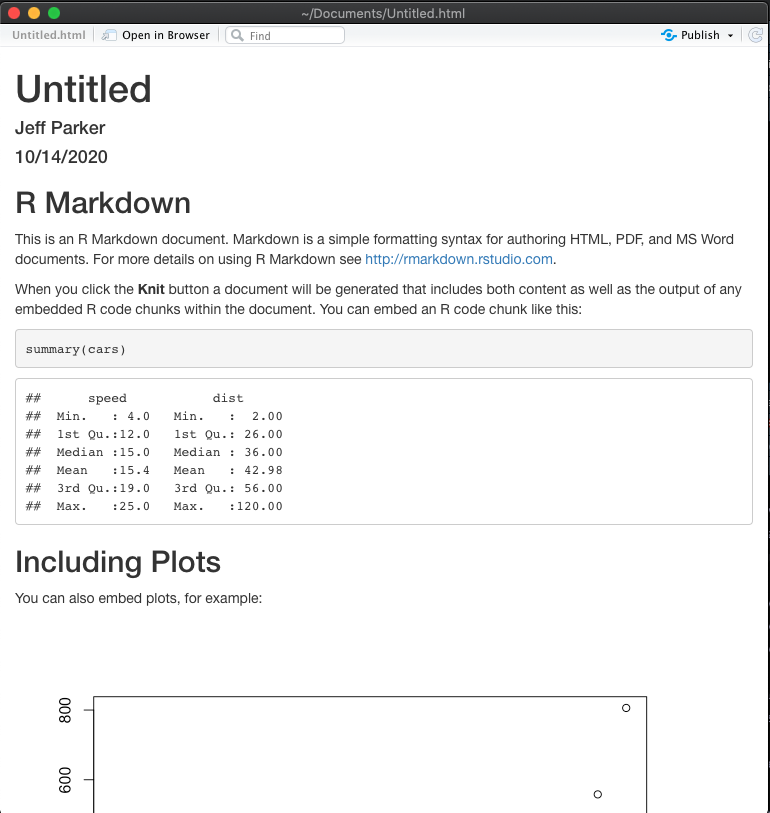 ~/Documents/Untitled.html
Untitled.html Open in Browser Find Publish
Untitled
Jeff Parker
10/14/2020
R Markdown
This is an R Markdown document. Markdown is a simple formatting syntax for authoring HTML, PDF, and MS Word
documents. For more details on using R Markdown see http://rmarkdown.rstudio.com.
When you click the Knit button a document will be generated that includes both content as well as the output of any
embedded R code chunks within the document. You can embed an R code chunk like this:
summary(cars)
##      speed           dist
##  Min.   : 4.0   Min.   :  2.00
##  1st Qu.:12.0   1st Qu.: 26.00
##  Median :15.0   Median : 36.00
##  Mean   :15.4   Mean   : 42.98
##  3rd Qu.:19.0   3rd Qu.: 56.00
##  Max.   :25.0   Max.   :120.00
Including Plots
You can also embed plots, for example:
800
600